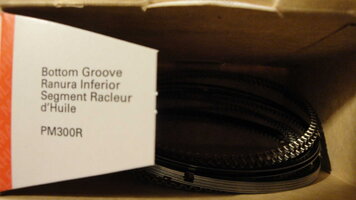 Bottom Groove
Ranura Inferior
Segment Racleur
d'Huile
PM300R